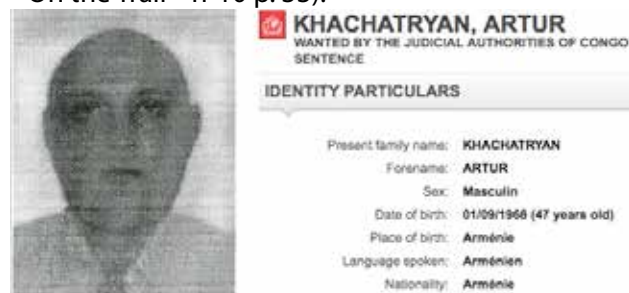 KHACHATRYAN, ARTUR
WANTED BY THE JUDICIAL AUTHORITIES OF CONGO
SENTENCE
IDENTITY PARTICULARS
Present family name: KHACHATRYAN
Forename: ARTUR
Sex: Masculin
Date of birth: 01/09/1968 (47 years old)
Place of birth: Arménie
Language spoken: Arménien
Nationality: Arménie